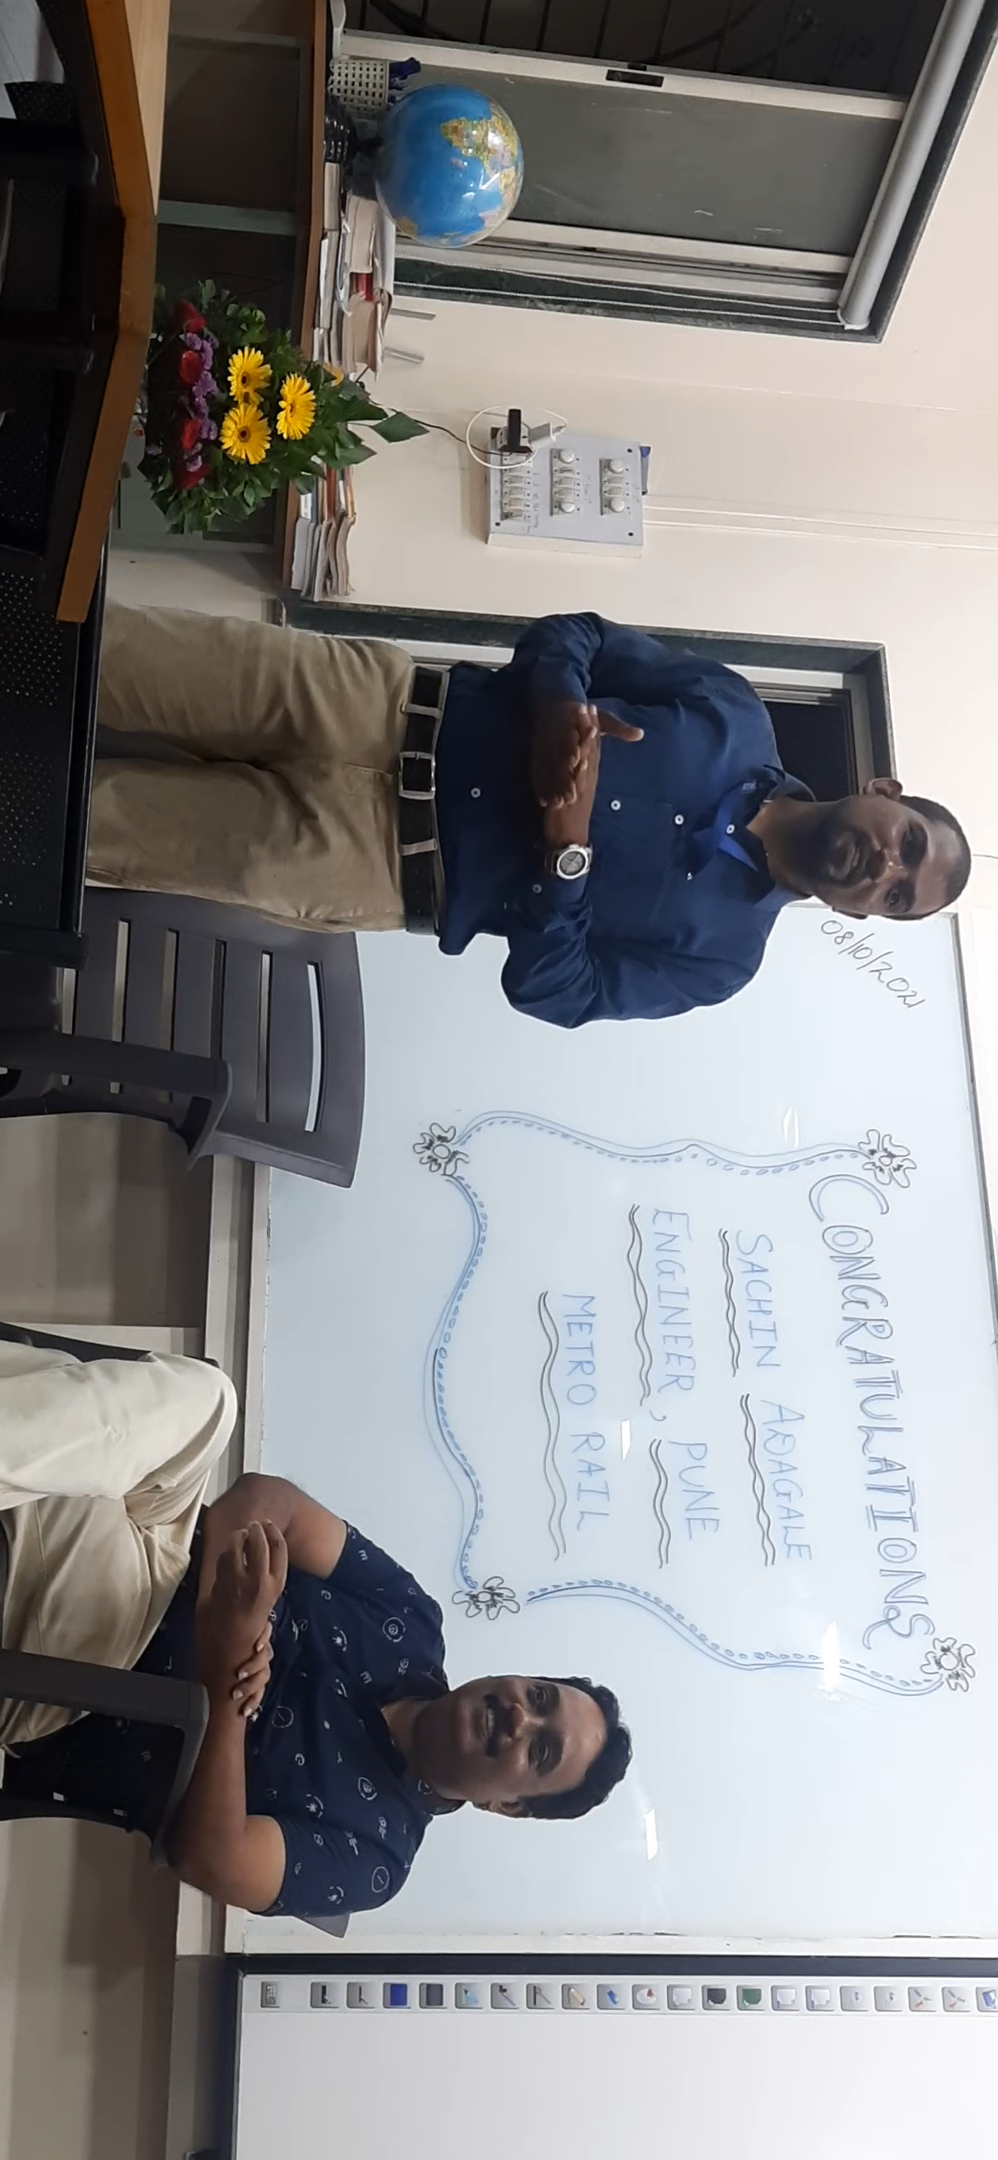 08/10/2021
CONGRATULATIONS
SACHIN ADAGALE
ENGINEER, PUNE
METRO RAIL